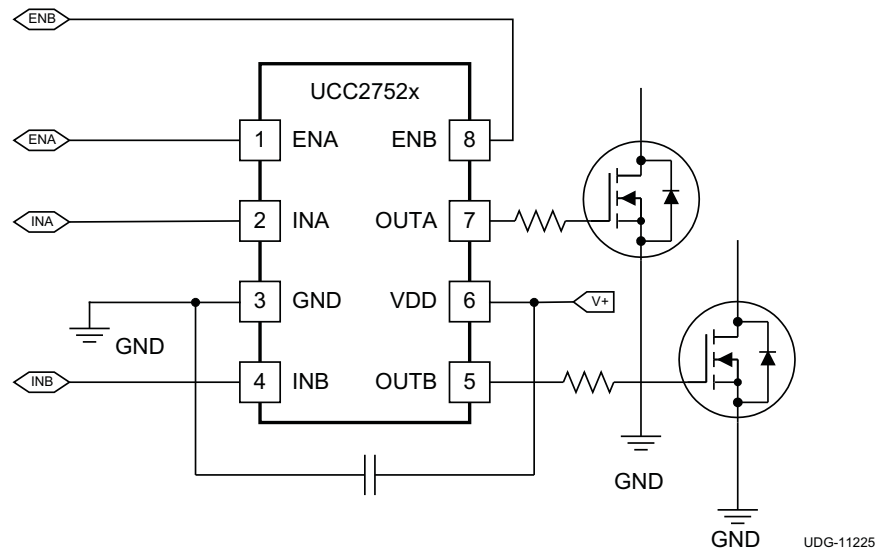 ENB
UCC2752x
ENA
1 ENA
ENB 8
INA
2 INA
OUTA 7
3 GND
VDD 6
V+
GND
INB
4 INB
OUTB 5
GND
GND
UDG-11225